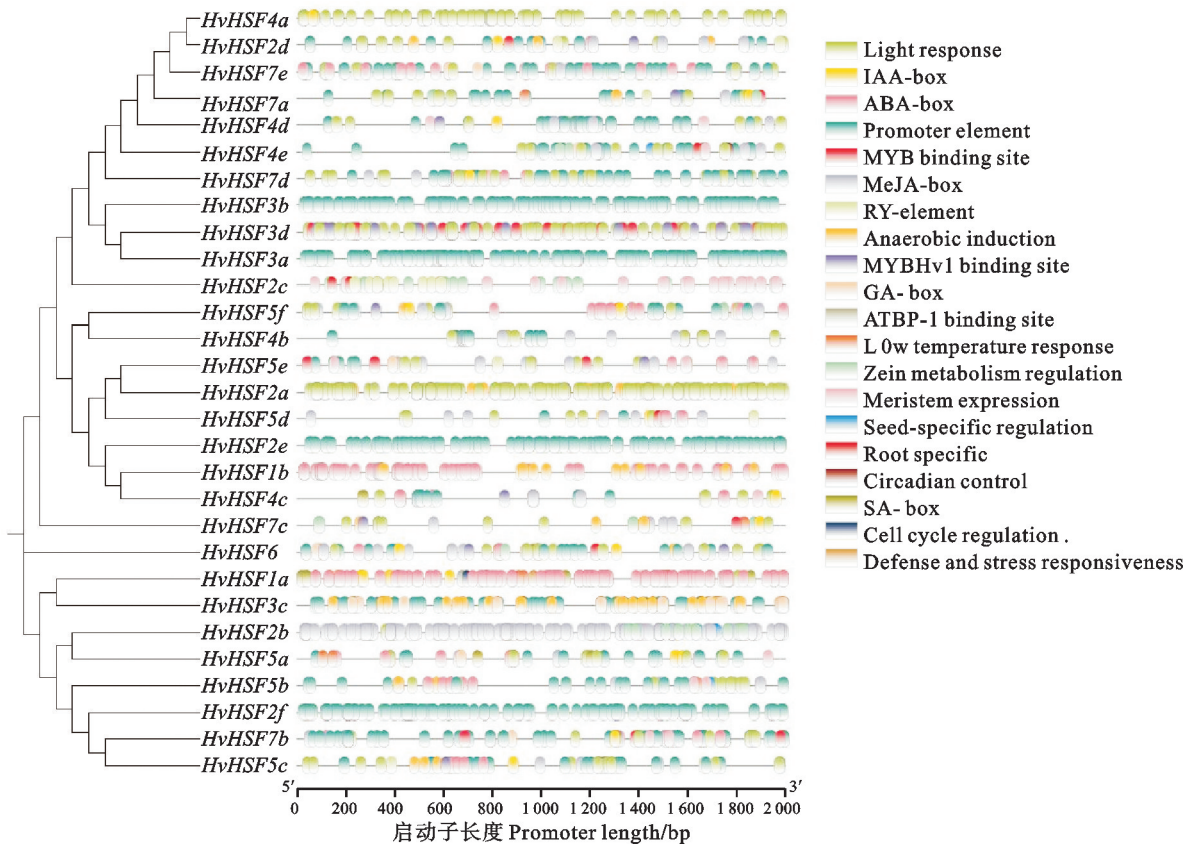 HvHSF4a
HvHSF2d
HvHSF7e
HvHSF7a
HvHSF4d
HvHSF4e
HvHSF7d
HvHSF3b
HvHSF3d
HvHSF3a
HvHSF2c
HvHSF5f
HvHSF4b
HvHSF5e
HvHSF2a
HvHSF5d
HvHSF2e
HvHSF1b
HvHSF4c
HvHSF7c
HvHSF6
HvHSF1a
HvHSF3c
HvHSF2b
HvHSF5a
HvHSF5b
HvHSF2f
HvHSF7b
HvHSF5c
5′ 3′
0 200 400 600 800 1 000 1 200 1 400 1 600 1 800 2 000
启动子长度 Promoter length/bp
Light response
IAA-box
ABA-box
Promoter element
MYB binding site
MeJA-box
RY-element
Anaerobic induction
MYBHv1 binding site
GA- box
ATBP-1 binding site
L 0w temperature response
Zein metabolism regulation
Meristem expression
Seed-specific regulation
Root specific
Circadian control
SA- box
Cell cycle regulation .
Defense and stress responsiveness